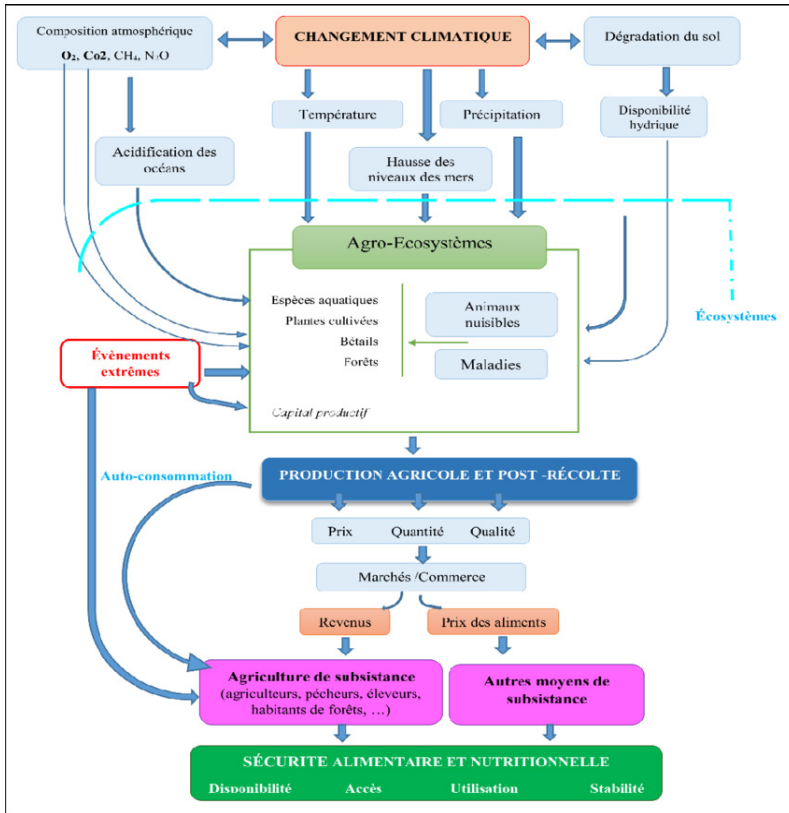 Composition atmosphérique
O₂, Co2, CH₄, N₂O
CHANGEMENT CLIMATIQUE
Dégradation du sol
Température
Précipitation
Disponibilité
hydrique
Acidification des
océans
Hausse des
niveaux des mers
Agro-Ecosystèmes
Espèces aquatiques
Plantes cultivées
Bétails
Forêts
Animaux
nuisibles
Maladies
Écosystèmes
Évènements
extrêmes
Capital productif
Auto-consommation
PRODUCTION AGRICOLE ET POST -RÉCOLTE
Prix Quantité Qualité
Marchés /Commerce
Revenus
Prix des aliments
Agriculture de subsistance
(agriculteurs, pécheurs, éleveurs,
habitants de forêts, …)
Autres moyens de
subsistance
SÉCURITE ALIMENTAIRE ET NUTRITIONNELLE
Disponibilité Accès Utilisation Stabilité